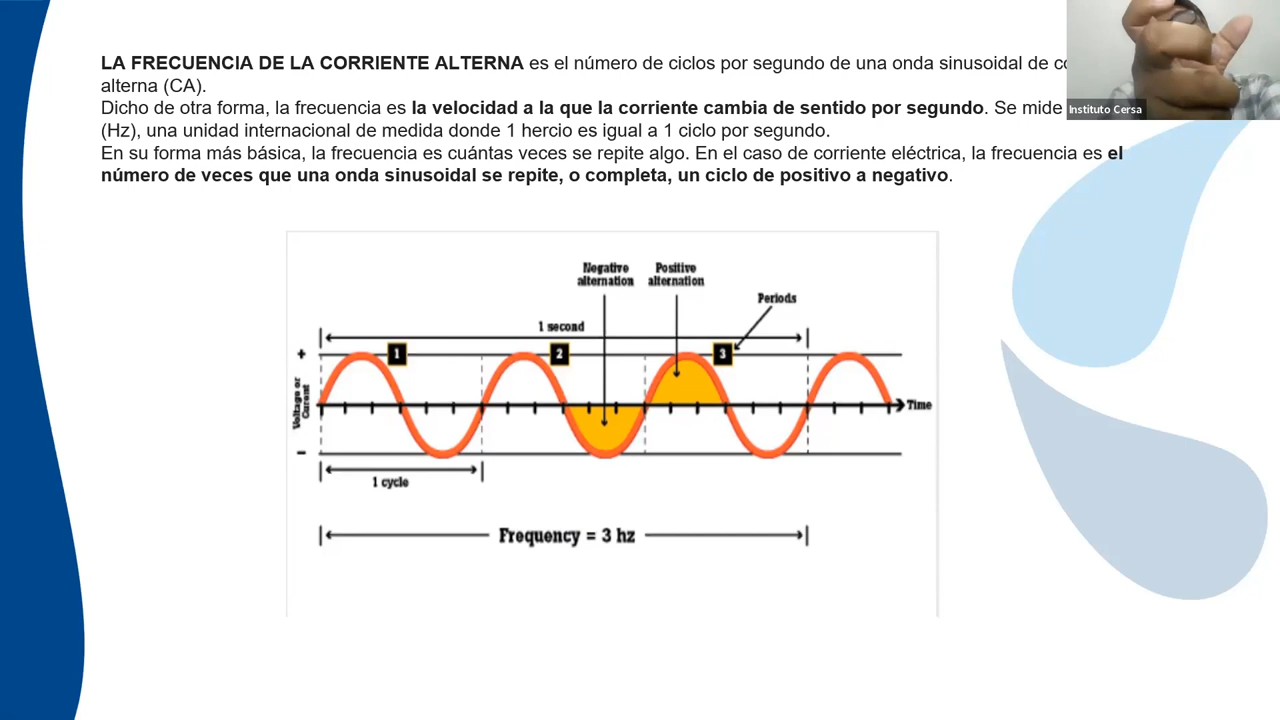 LA FRECUENCIA DE LA CORRIENTE ALTERNA es el número de ciclos por segundo de una onda sinusoidal de
alterna (CA).
Dicho de otra forma, la frecuencia es la velocidad a la que la corriente cambia de sentido por segundo. Se mide
(Hz), una unidad internacional de medida donde 1 hercio es igual a 1 ciclo por segundo.
En su forma más básica, la frecuencia es cuántas veces se repite algo. En el caso de corriente eléctrica, la frecuencia es el
número de veces que una onda sinusoidal se repite, o completa, un ciclo de positivo a negativo.
Instituto Cersa
Negative
alternation
Positive
alternation
Periods
1 second
+
1
2
3
Voltage or
Curent
Time
–
1 cycle
Frequency = 3 hz